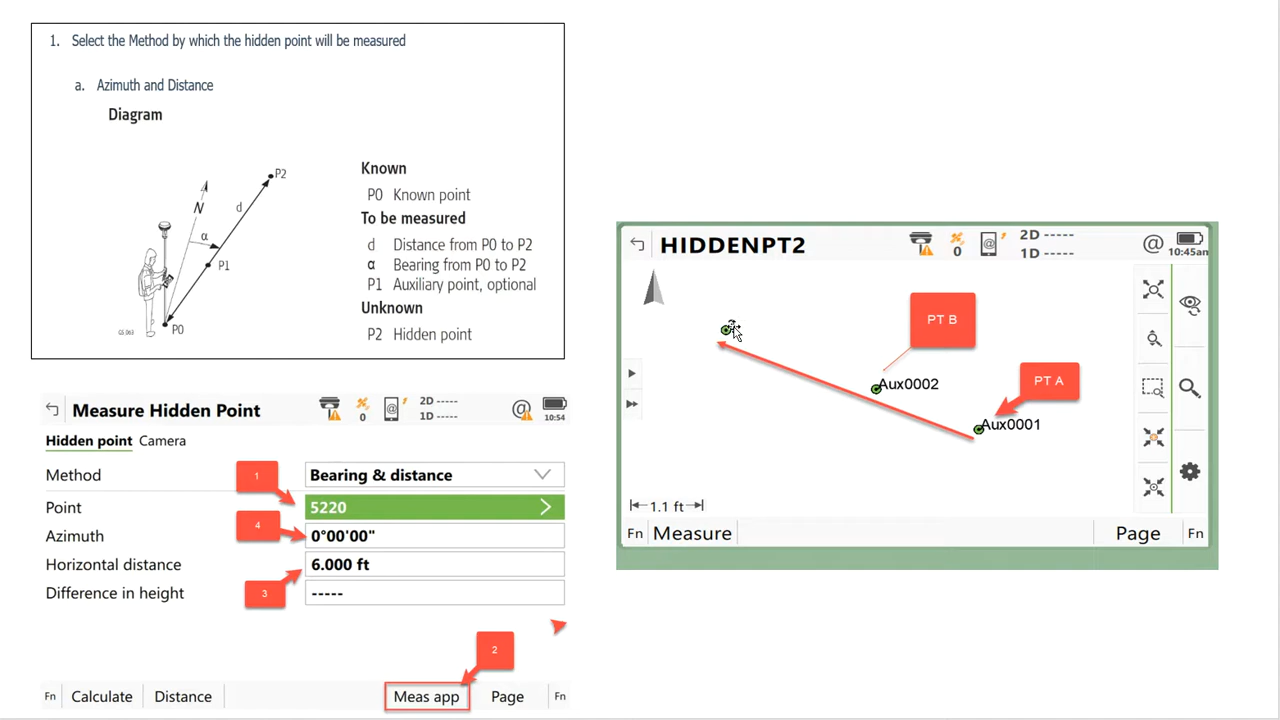 1. Select the Method by which the hidden point will be measured
a. Azimuth and Distance
Diagram
P2
N
d
α
P1
P0
GS 063
Known
P0 Known point
To be measured
d Distance from P0 to P2
α Bearing from P0 to P2
P1 Auxiliary point, optional
Unknown
P2 Hidden point
Measure Hidden Point
0
@
2D -----
1D -----
@
10:54
Hidden point Camera
Method
Bearing & distance
1
Point
5220
4
Azimuth
0°00'00"
Horizontal distance
6.000 ft
3
Difference in height
-----
2
Fn Calculate Distance Meas app Page Fn
HIDDENPT2
0
@
2D -----
1D -----
@
10:45am
PT B
PT A
Aux0002
Aux0001
1.1 ft
Fn Measure Page Fn